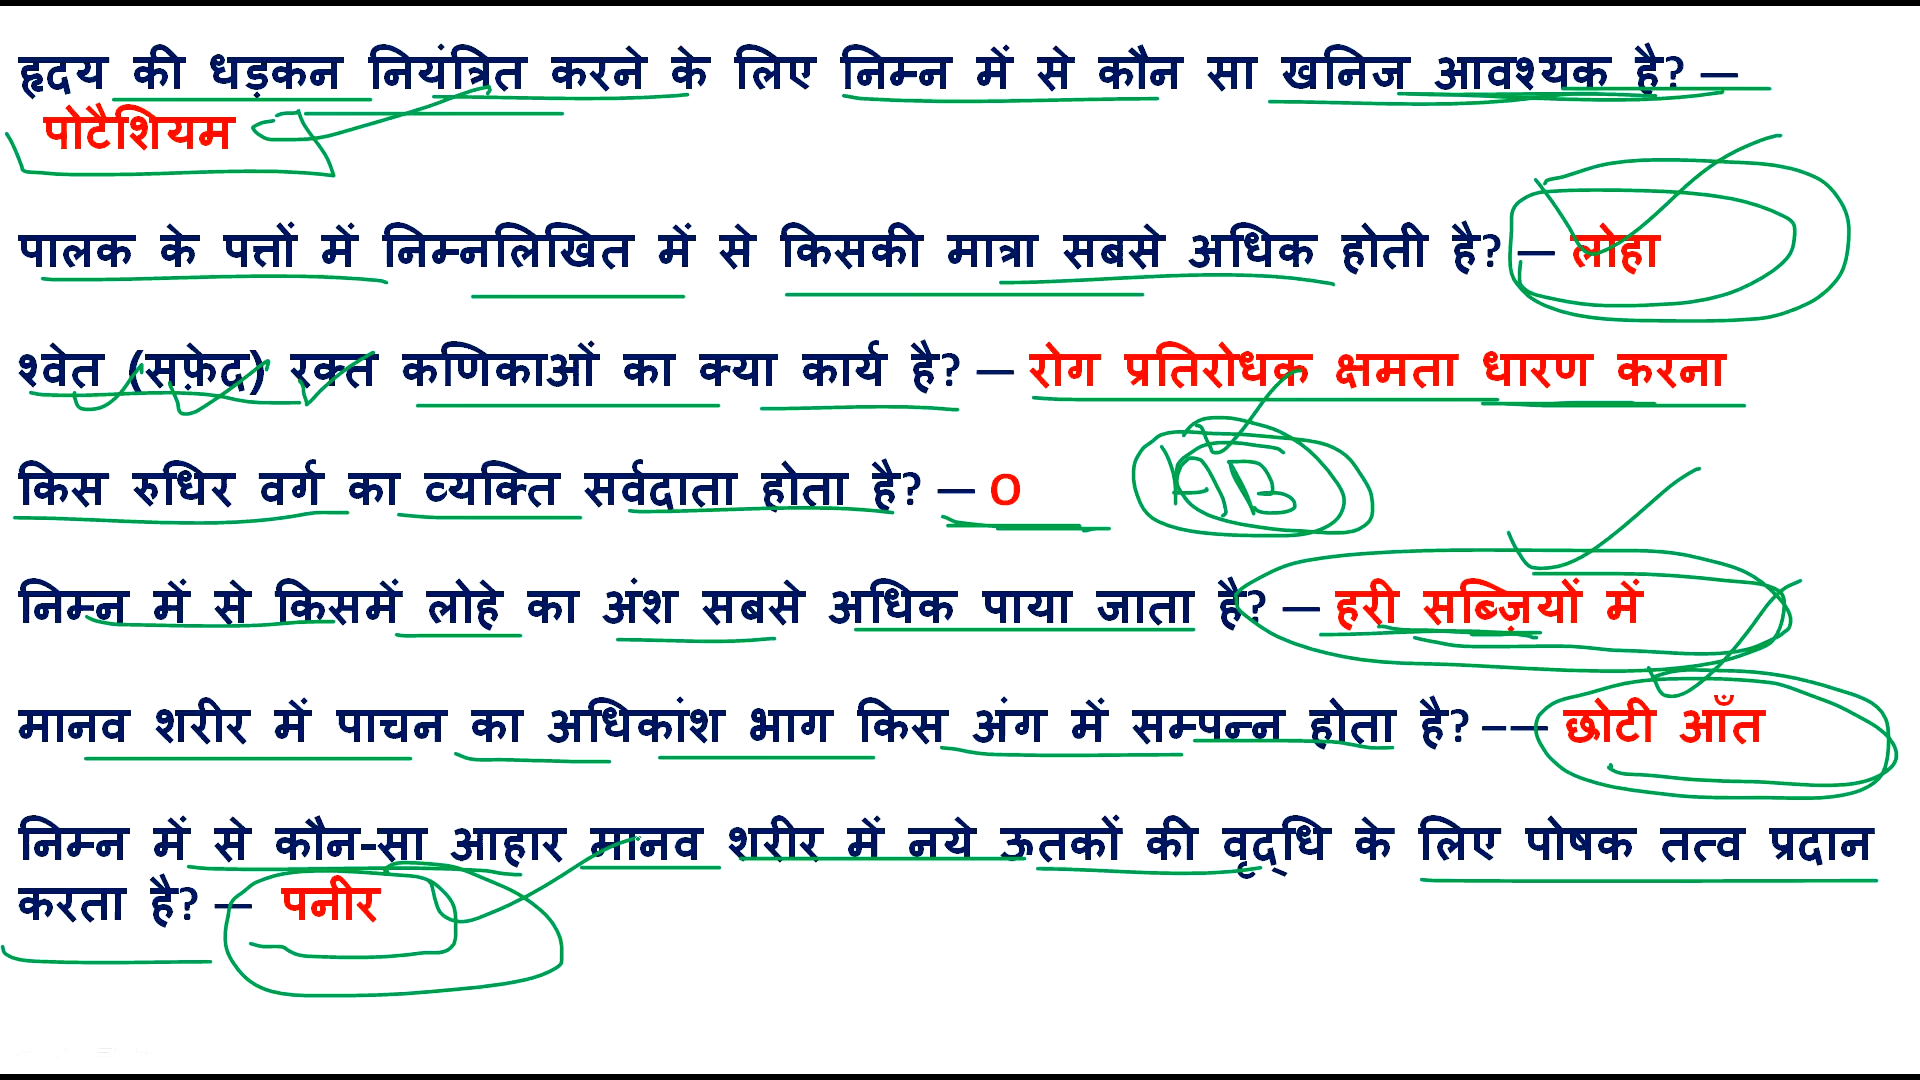 हृदय की धड़कन नियंत्रित करने के लिए निम्न में से कौन सा खनिज आवश्यक है? —
पोटैशियम
पालक के पत्तों में निम्नलिखित में से किसकी मात्रा सबसे अधिक होती है? — लोहा
श्वेत (सफ़ेद) रक्त कणिकाओं का क्या कार्य है? — रोग प्रतिरोधक क्षमता धारण करना
किस रुधिर वर्ग का व्यक्ति सर्वदाता होता है? — O AB
निम्न में से किसमें लोहे का अंश सबसे अधिक पाया जाता है? — हरी सब्ज़ियों में
मानव शरीर में पाचन का अधिकांश भाग किस अंग में सम्पन्न होता है? –— छोटी आँत
निम्न में से कौन-सा आहार मानव शरीर में नये ऊतकों की वृद्धि के लिए पोषक तत्व प्रदान
करता है? — पनीर